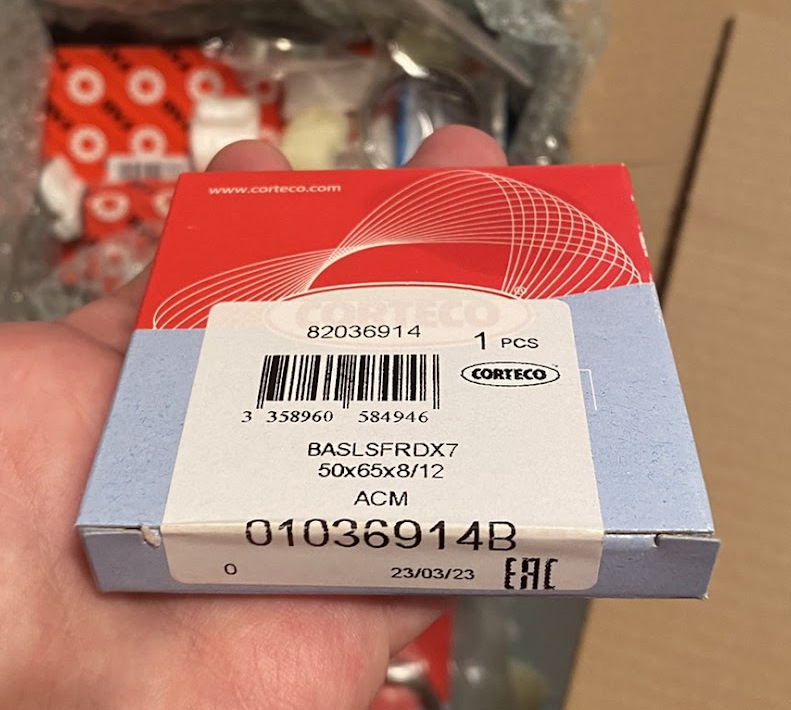 www.corteco.com
CORTECO®
82036914
1 PCS
CORTECO
3 358960 584946
BASLSFRDX7
50x65x8/12
ACM
01036914B
0 23/03/23 EAC